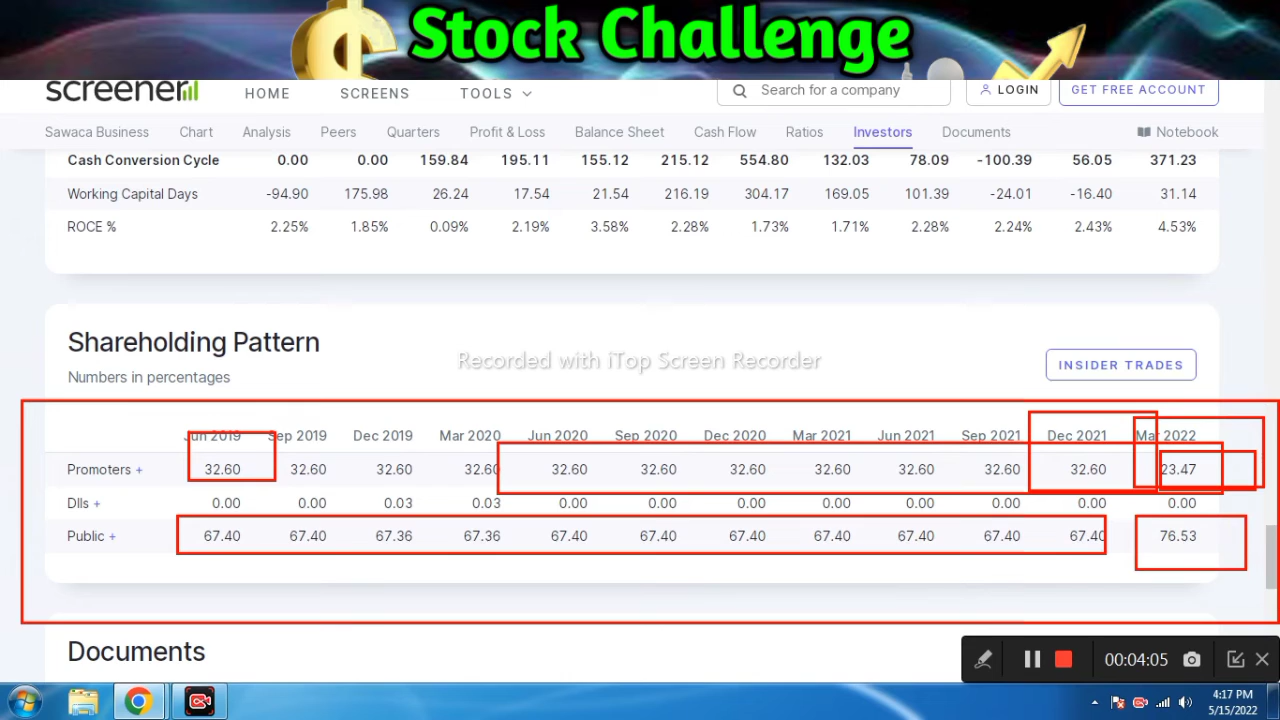 Stock Challenge
screener
HOME SCREENS TOOLS Search for a company LOGIN GET FREE ACCOUNT
Sawaca Business Chart Analysis Peers Quarters Profit & Loss Balance Sheet Cash Flow Ratios Investors Documents Notebook
Cash Conversion Cycle 0.00 0.00 159.84 195.11 155.12 215.12 554.80 132.03 78.09 -100.39 56.05 371.23
Working Capital Days -94.90 175.98 26.24 17.54 21.54 216.19 304.17 169.05 101.39 -24.01 -16.40 31.14
ROCE % 2.25% 1.85% 0.09% 2.19% 3.58% 2.28% 1.73% 1.71% 2.28% 2.24% 2.43% 4.53%
Shareholding Pattern
Recorded with iTop Screen Recorder
INSIDER TRADES
Numbers in percentages
Jun 2019 Sep 2019 Dec 2019 Mar 2020 Jun 2020 Sep 2020 Dec 2020 Mar 2021 Jun 2021 Sep 2021 Dec 2021 Mar 2022
Promoters + 32.60 32.60 32.60 32.60 32.60 32.60 32.60 32.60 32.60 32.60 32.60 23.47
DIIs + 0.00 0.00 0.03 0.03 0.00 0.00 0.00 0.00 0.00 0.00 0.00 0.00
Public + 67.40 67.40 67.36 67.36 67.40 67.40 67.40 67.40 67.40 67.40 67.40 76.53
Documents
00:04:05
4:17 PM
5/15/2022